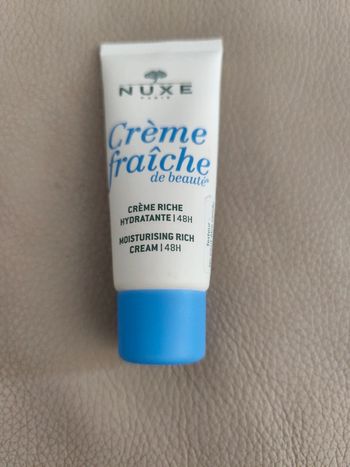 NUXE
PARIS
Crème
fraîche
de beauté®
CRÈME RICHE
HYDRATANTE | 48H
MOISTURISING RICH
CREAM | 48H